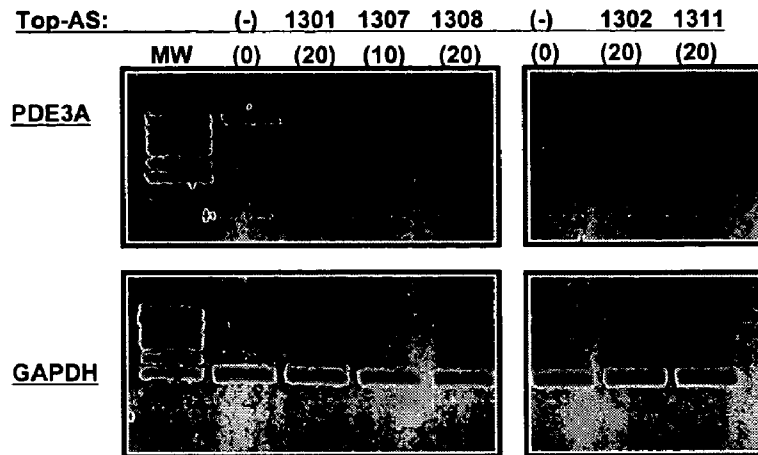 Top-AS: (-) 1301 1307 1308 (-) 1302 1311
MW (0) (20) (10) (20) (0) (20) (20)
PDE3A
GAPDH